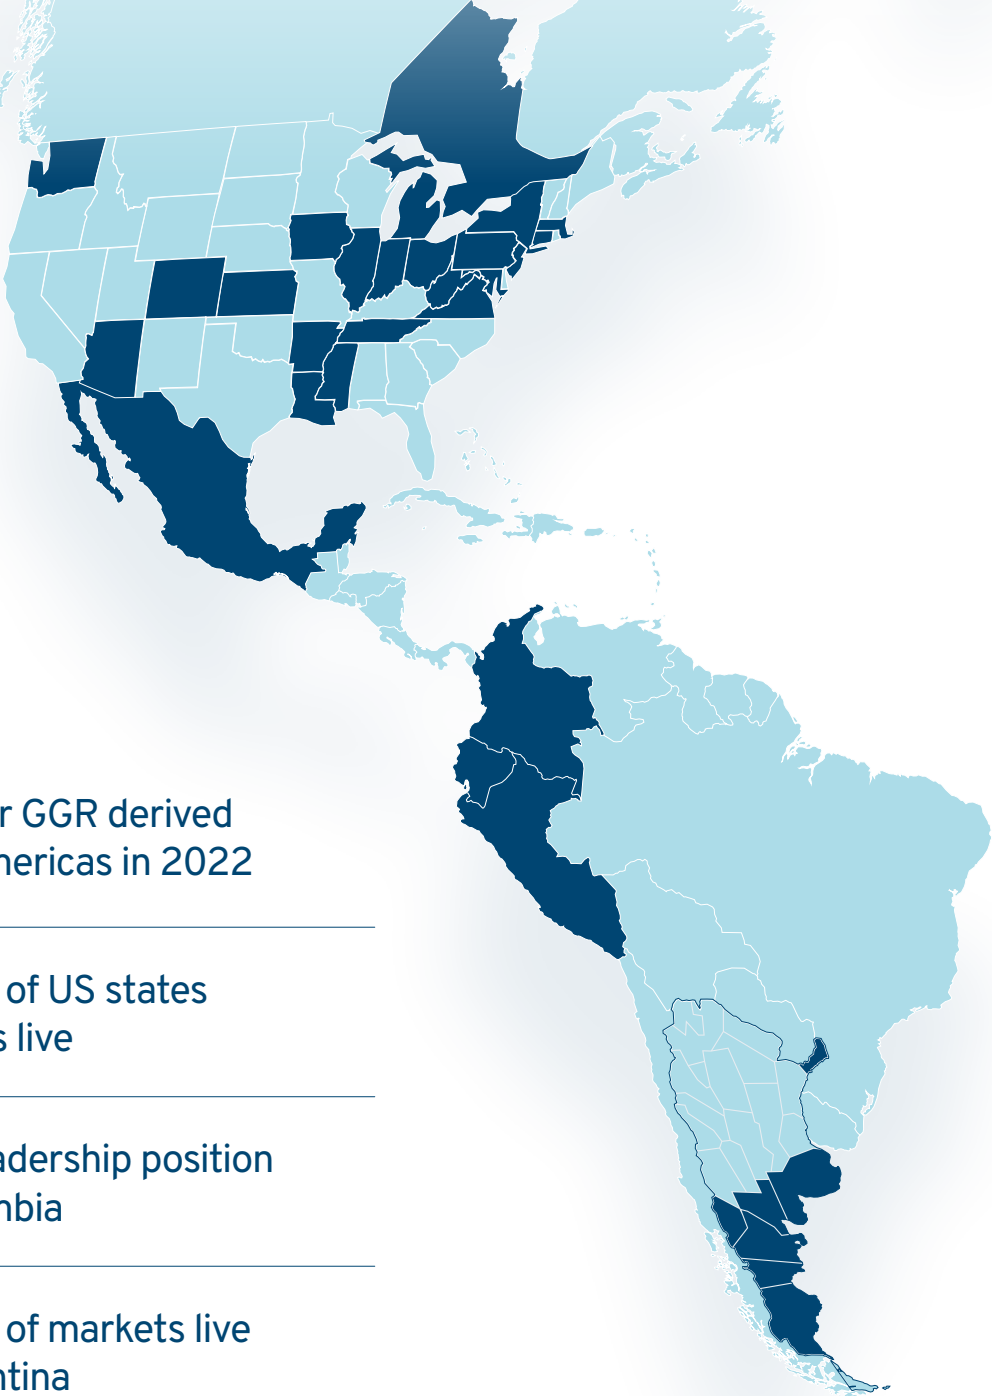 r GGR derived
nericas in 2022
of US states
s live
adership position
nbia
of markets live
ntina